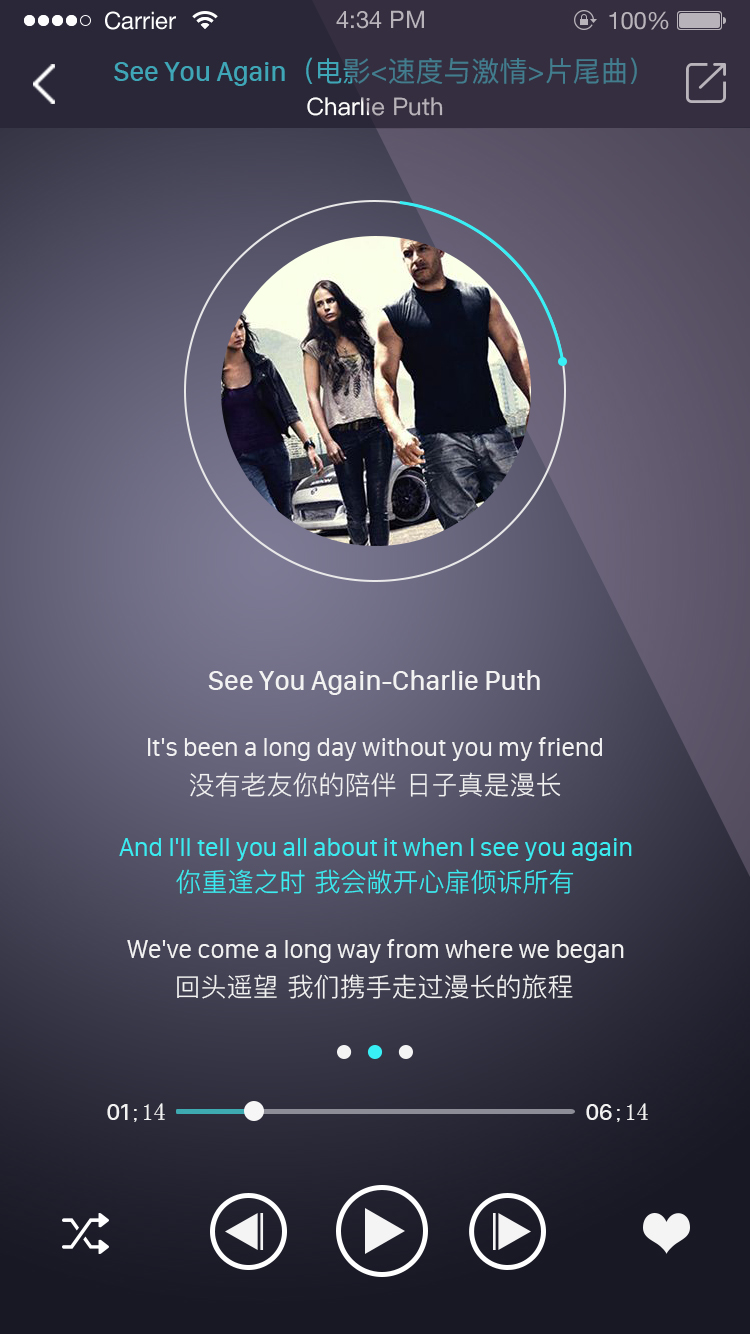 Carrier 4:34 PM 100%
See You Again（电影<速度与激情>片尾曲）
Charlie Puth
See You Again-Charlie Puth
It's been a long day without you my friend
没有老友你的陪伴 日子真是漫长
And I'll tell you all about it when I see you again
你重逢之时 我会敞开心扉倾诉所有
We've come a long way from where we began
回头遥望 我们携手走过漫长的旅程
01;14 06;14